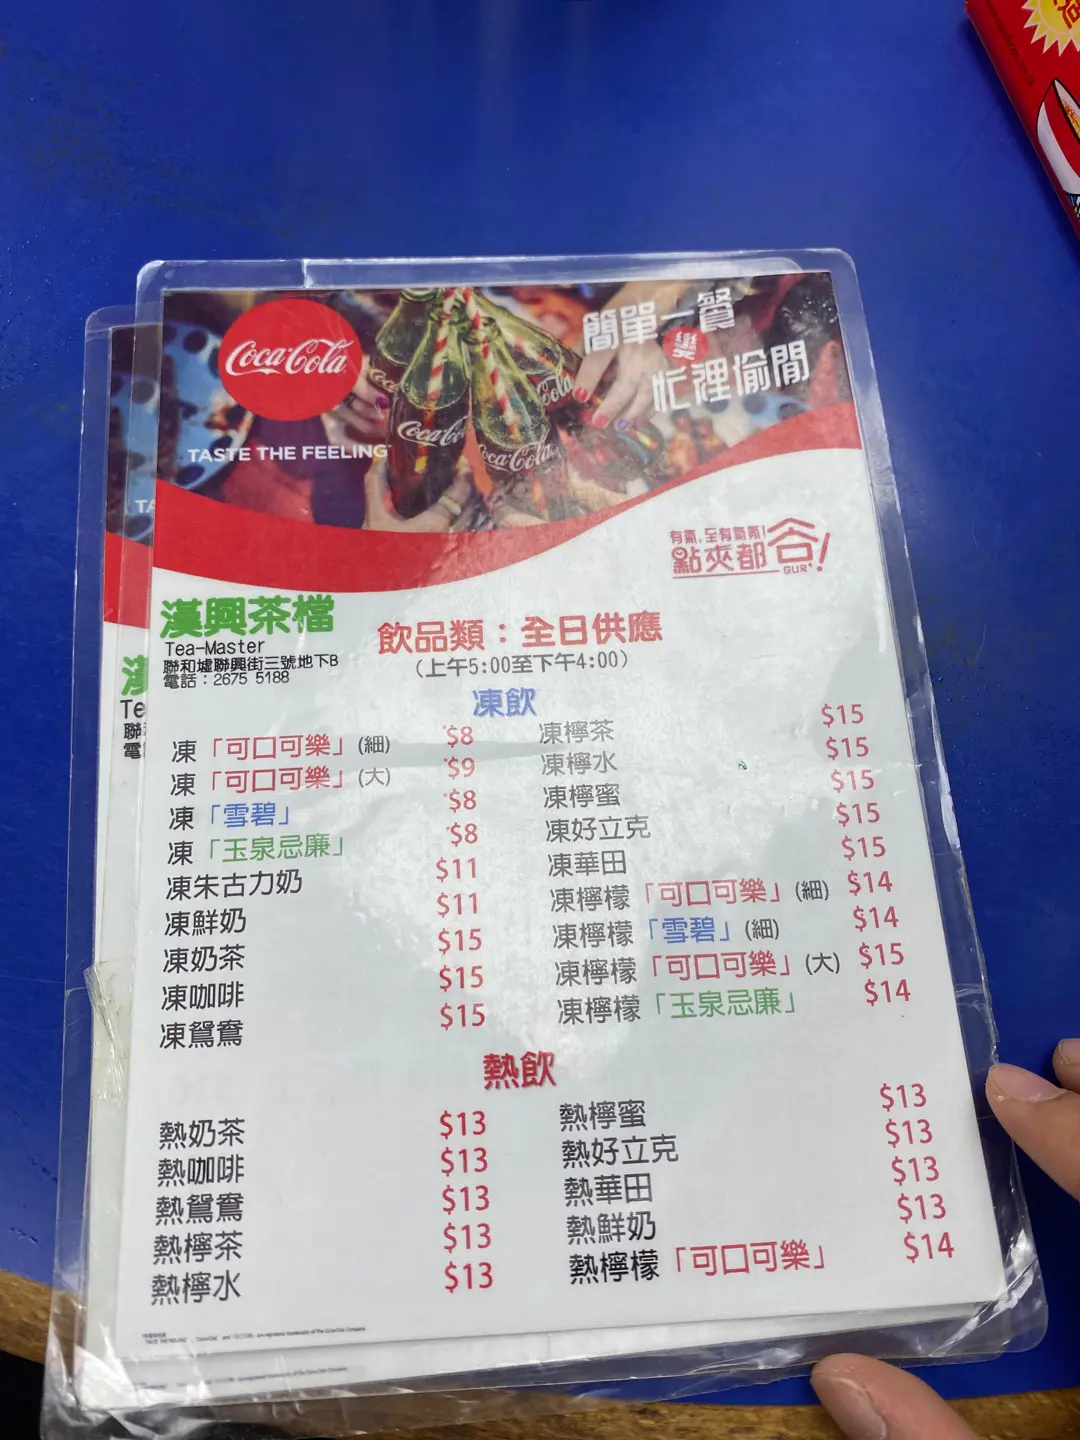 Coca-Cola
TASTE THE FEELING
簡單一餐
忙裡偷閒
有氣,至有氣氛!
點夾都谷!
GUR
漢興茶檔
Tea-Master
聯和墟聯興街三號地下B
電話：2675 5188
飲品類：全日供應
(上午5:00至下午4:00)
凍飲
凍「可口可樂」(細) $8
凍「可口可樂」(大) $9
凍「雪碧」 $8
凍「玉泉忌廉」 $8
凍朱古力奶 $11
凍鮮奶 $11
凍奶茶 $15
凍咖啡 $15
凍鴛鴦 $15
凍檸茶 $15
凍檸水 $15
凍檸蜜 $15
凍好立克 $15
凍華田 $15
凍檸檬「可口可樂」(細) $14
凍檸檬「雪碧」(細) $14
凍檸檬「可口可樂」(大) $15
凍檸檬「玉泉忌廉」 $14
熱飲
熱奶茶 $13
熱咖啡 $13
熱鴛鴦 $13
熱檸茶 $13
熱檸水 $13
熱檸蜜 $13
熱好立克 $13
熱華田 $13
熱鮮奶 $13
熱檸檬「可口可樂」 $14